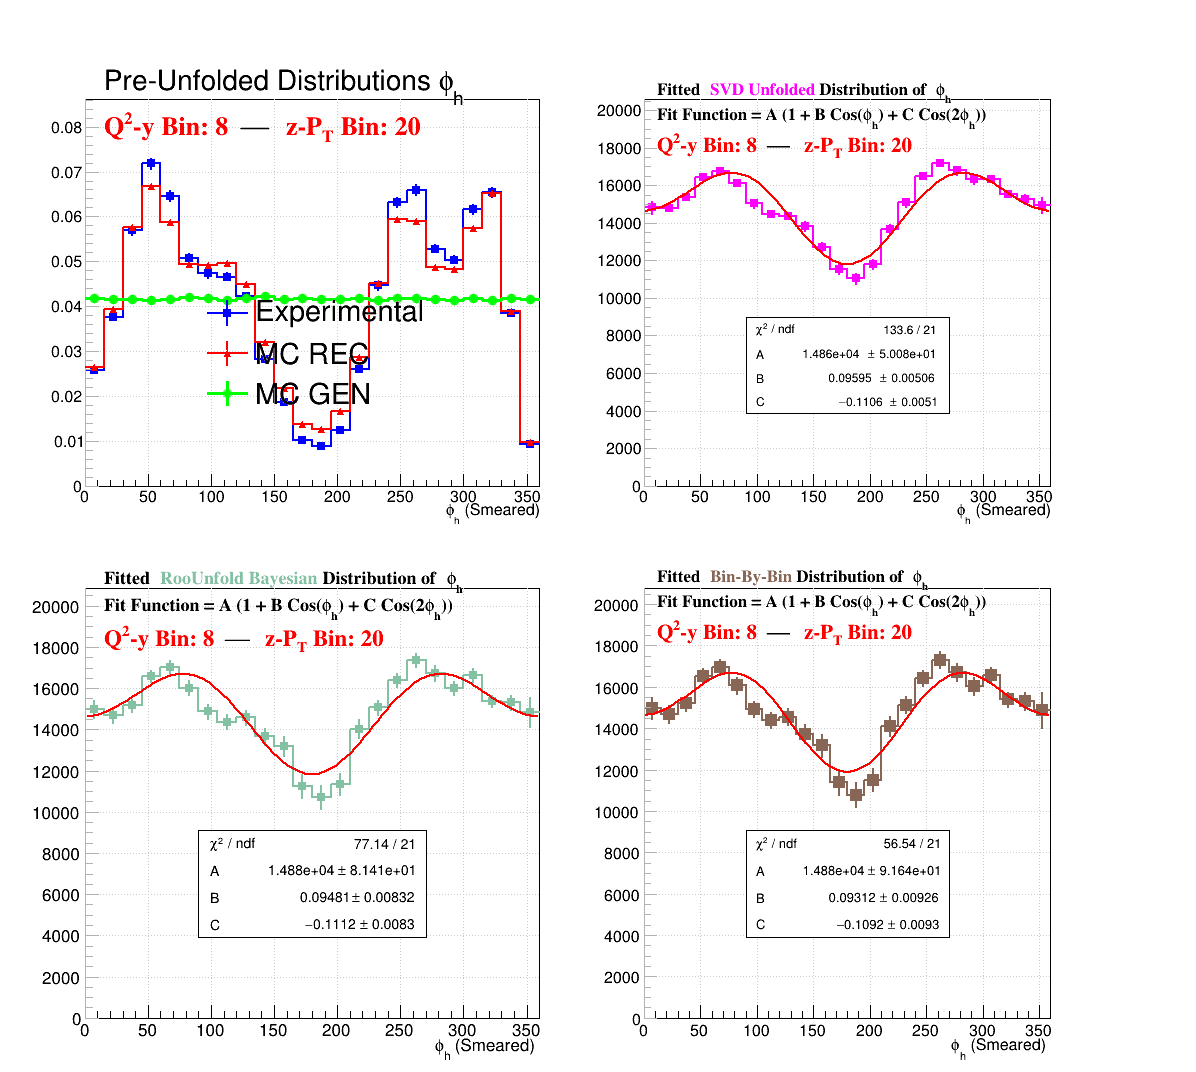 Pre-Unfolded Distributions ϕh
Q²-y Bin: 8 — z-PT Bin: 20
0.08
0.07
0.06
0.05
0.04
0.03
0.02
0.01
0
Experimental
MC REC
MC GEN
0 50 100 150 200 250 300 350
ϕh (Smeared)
Fitted SVD Unfolded Distribution of ϕh
Fit Function = A (1 + B Cos(ϕh) + C Cos(2ϕh))
Q²-y Bin: 8 — z-PT Bin: 20
20000
18000
16000
14000
12000
10000
8000
6000
4000
2000
0
χ² / ndf 133.6 / 21
A 1.486e+04 ± 5.008e+01
B 0.09595 ± 0.00506
C −0.1106 ± 0.0051
0 50 100 150 200 250 300 350
ϕh (Smeared)
Fitted RooUnfold Bayesian Distribution of ϕh
Fit Function = A (1 + B Cos(ϕh) + C Cos(2ϕh))
Q²-y Bin: 8 — z-PT Bin: 20
20000
18000
16000
14000
12000
10000
8000
6000
4000
2000
0
χ² / ndf 77.14 / 21
A 1.488e+04 ± 8.141e+01
B 0.09481 ± 0.00832
C −0.1112 ± 0.0083
0 50 100 150 200 250 300 350
ϕh (Smeared)
Fitted Bin-By-Bin Distribution of ϕh
Fit Function = A (1 + B Cos(ϕh) + C Cos(2ϕh))
Q²-y Bin: 8 — z-PT Bin: 20
20000
18000
16000
14000
12000
10000
8000
6000
4000
2000
0
χ² / ndf 56.54 / 21
A 1.488e+04 ± 9.164e+01
B 0.09312 ± 0.00926
C −0.1092 ± 0.0093
0 50 100 150 200 250 300 350
ϕh (Smeared)